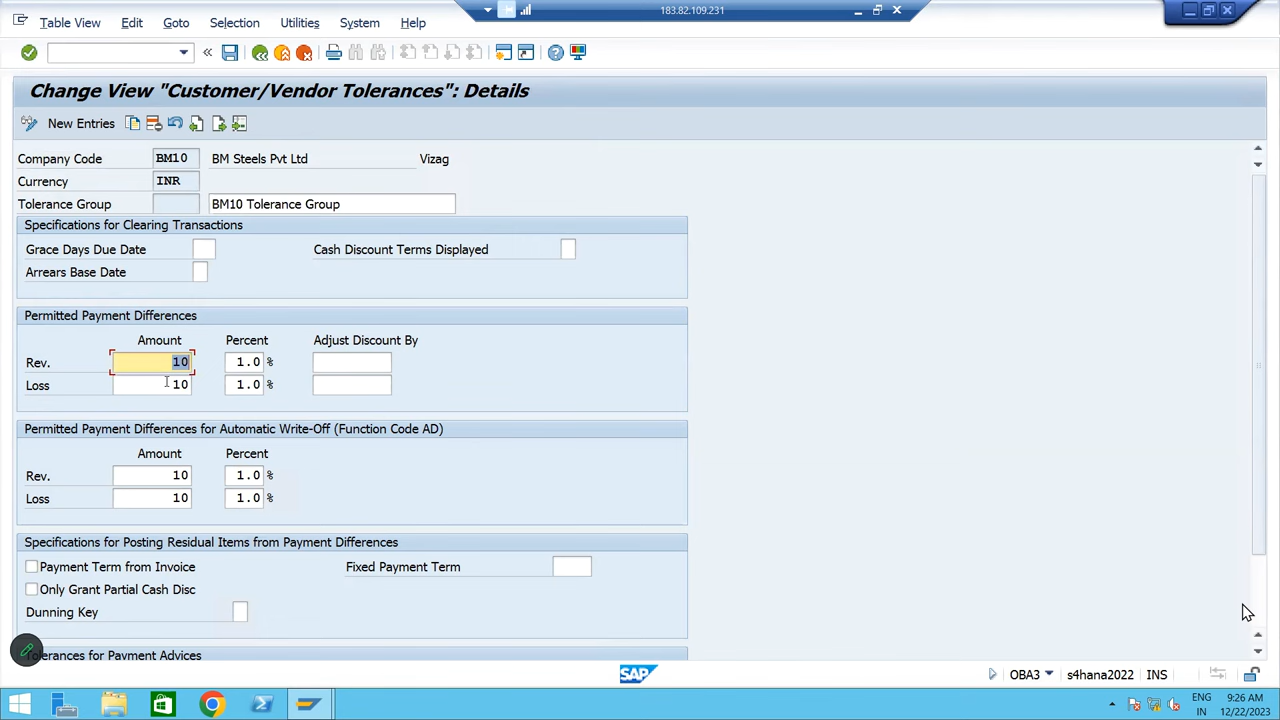 183.82.109.231
Table View Edit Goto Selection Utilities System Help
Change View "Customer/Vendor Tolerances": Details
New Entries
Company Code BM10 BM Steels Pvt Ltd Vizag
Currency INR
Tolerance Group BM10 Tolerance Group
Specifications for Clearing Transactions
Grace Days Due Date Cash Discount Terms Displayed
Arrears Base Date
Permitted Payment Differences
Amount Percent Adjust Discount By
Rev. 10 1.0 %
Loss 10 1.0 %
Permitted Payment Differences for Automatic Write-Off (Function Code AD)
Amount Percent
Rev. 10 1.0 %
Loss 10 1.0 %
Specifications for Posting Residual Items from Payment Differences
Payment Term from Invoice Fixed Payment Term
Only Grant Partial Cash Disc
Dunning Key
Tolerances for Payment Advices
SAP OBA3 s4hana2022 INS
ENG 9:26 AM
IN 12/22/2023